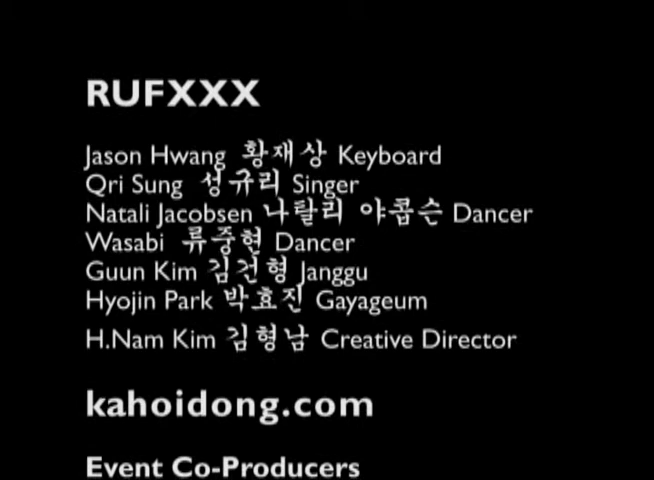 RUFXXX
Jason Hwang 황재상 Keyboard
Qri Sung 성규리 Singer
Natali Jacobsen 나탈리 야콥슨 Dancer
Wasabi 류중현 Dancer
Guun Kim 김건형 Janggu
Hyojin Park 박효진 Gayageum
H.Nam Kim 김형남 Creative Director
kahoidong.com
Event Co-Producers